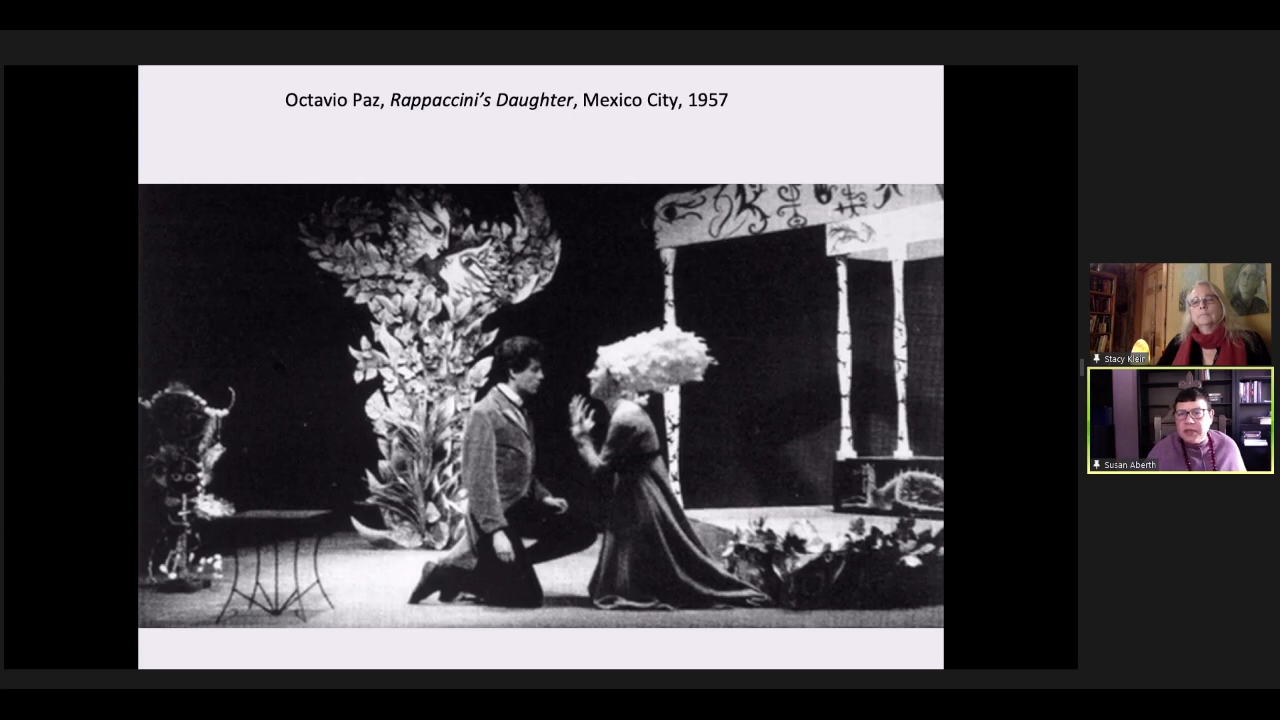 Octavio Paz, Rappaccini's Daughter, Mexico City, 1957
Stacy Klein
Susan Aberth